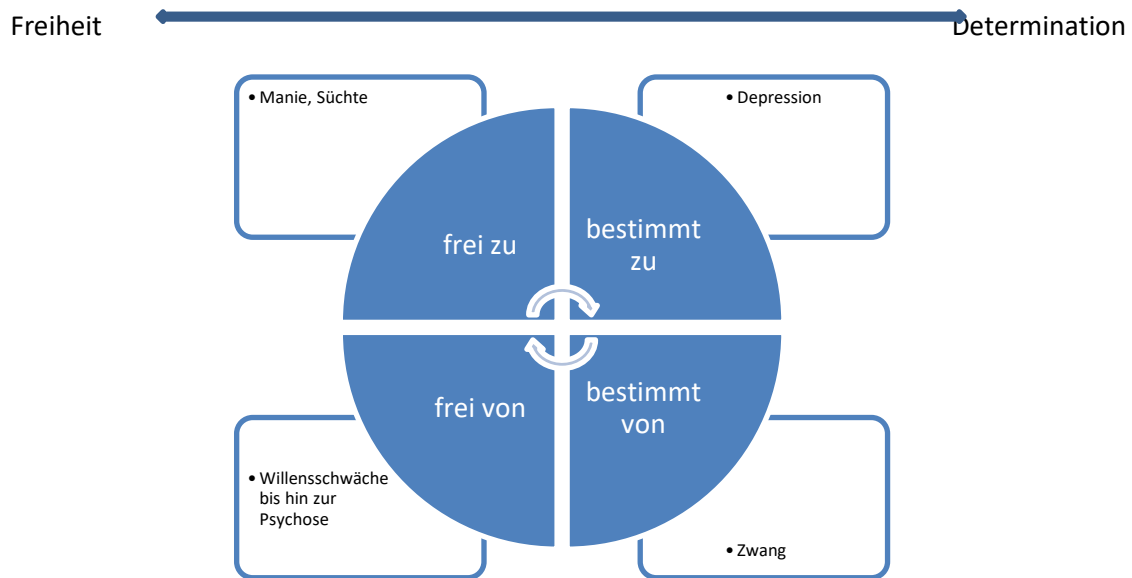 Freiheit
Determination
• Manie, Süchte
• Depression
frei zu
bestimmt
zu
frei von
bestimmt
von
• Willensschwäche
bis hin zur
Psychose
• Zwang